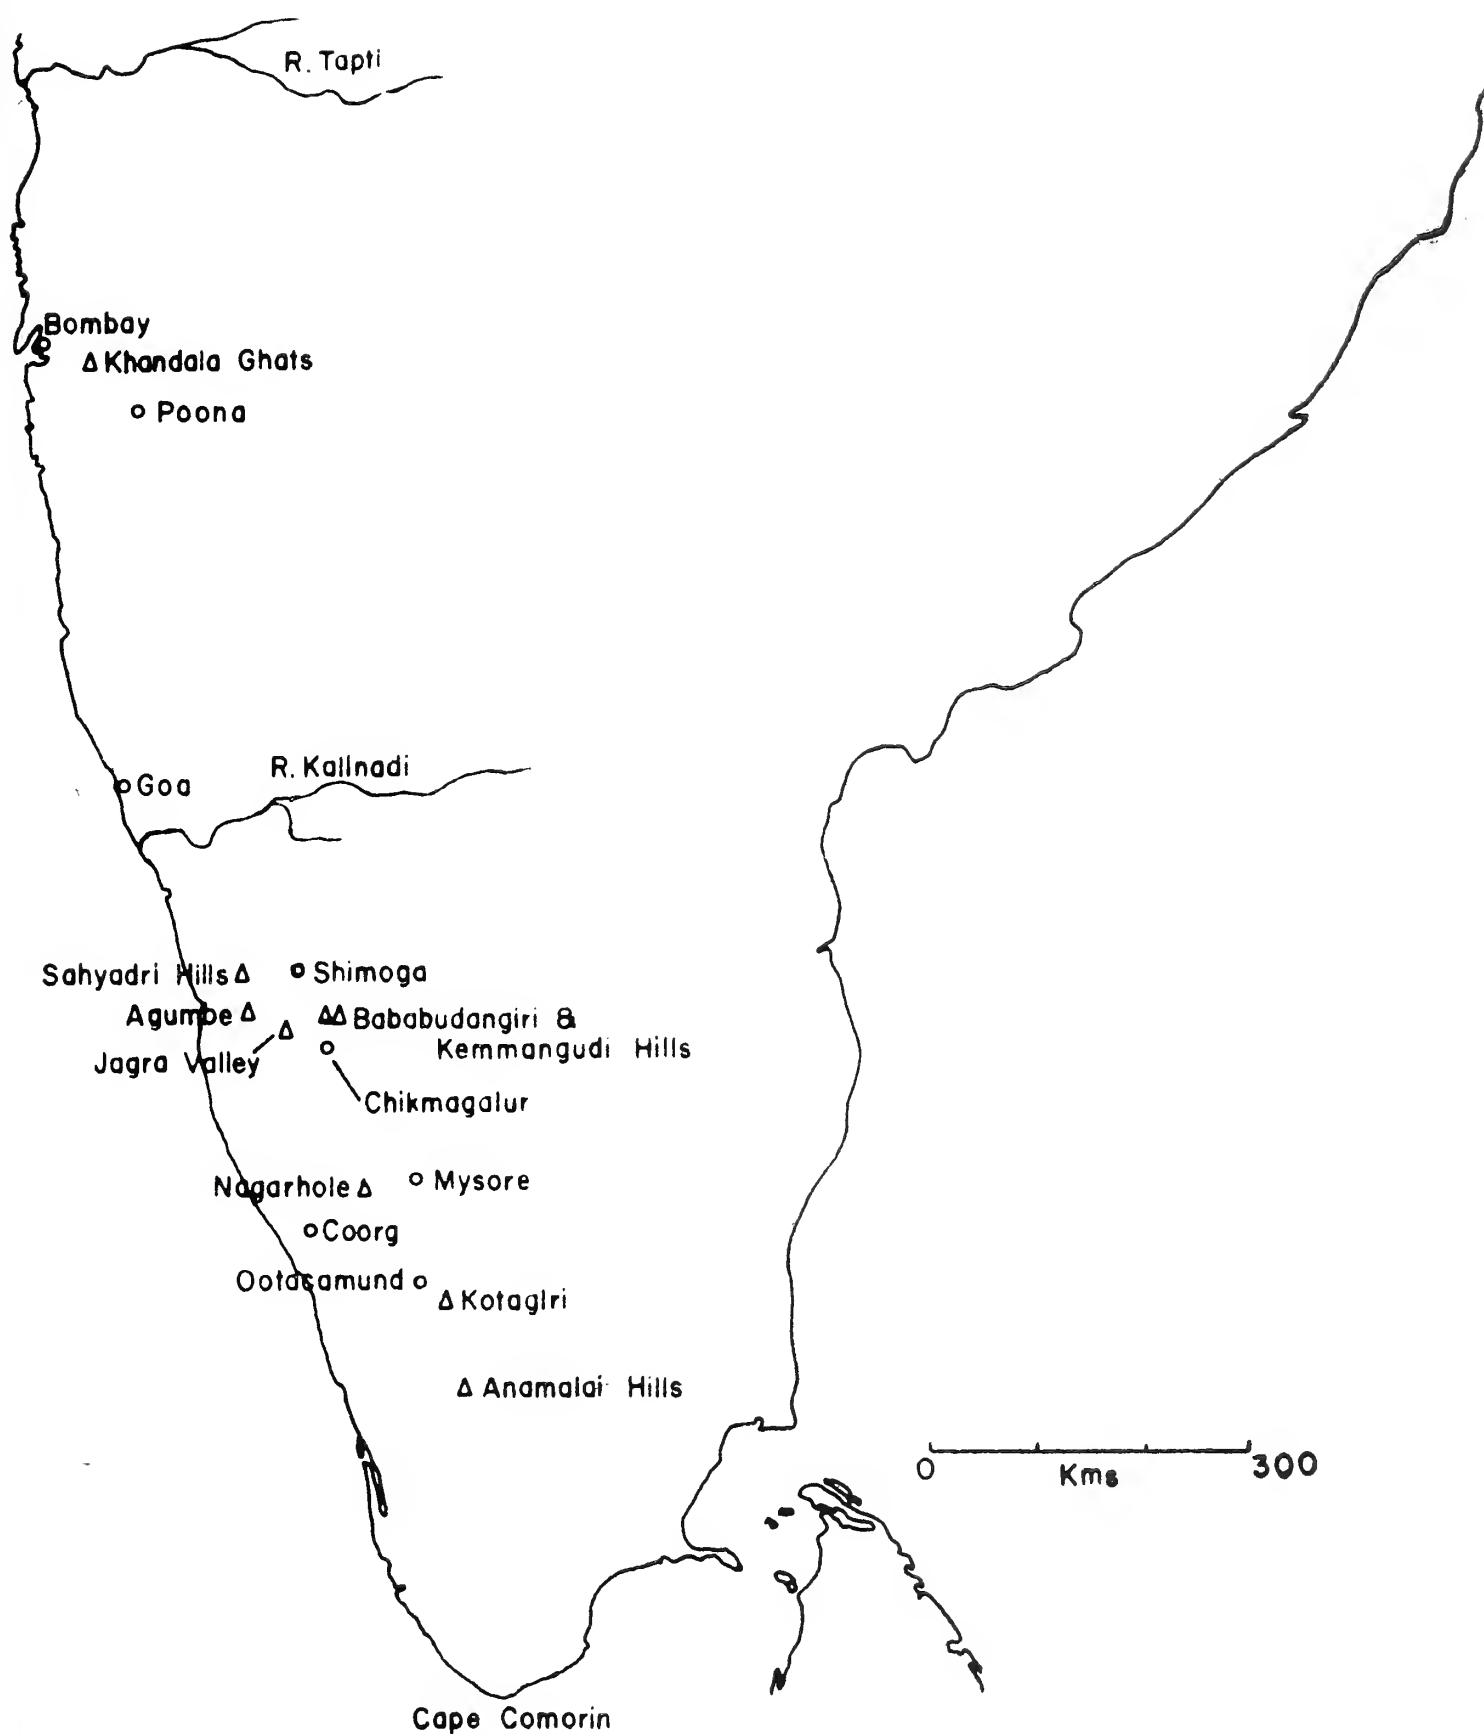 R. Tapti
Bombay
Khandala Ghats
Poona
R. Kallnadi
Goa
Sahyadri Hills
Shimoga
Agumbe
Bababudangiri &
Kemmangudi Hills
Jagra Valley
Chikmagalur
Nagarhole
Mysore
Coorg
Ootacamund
Kotagiri
Anamalai Hills
0
Kms
300
Cape Comorin